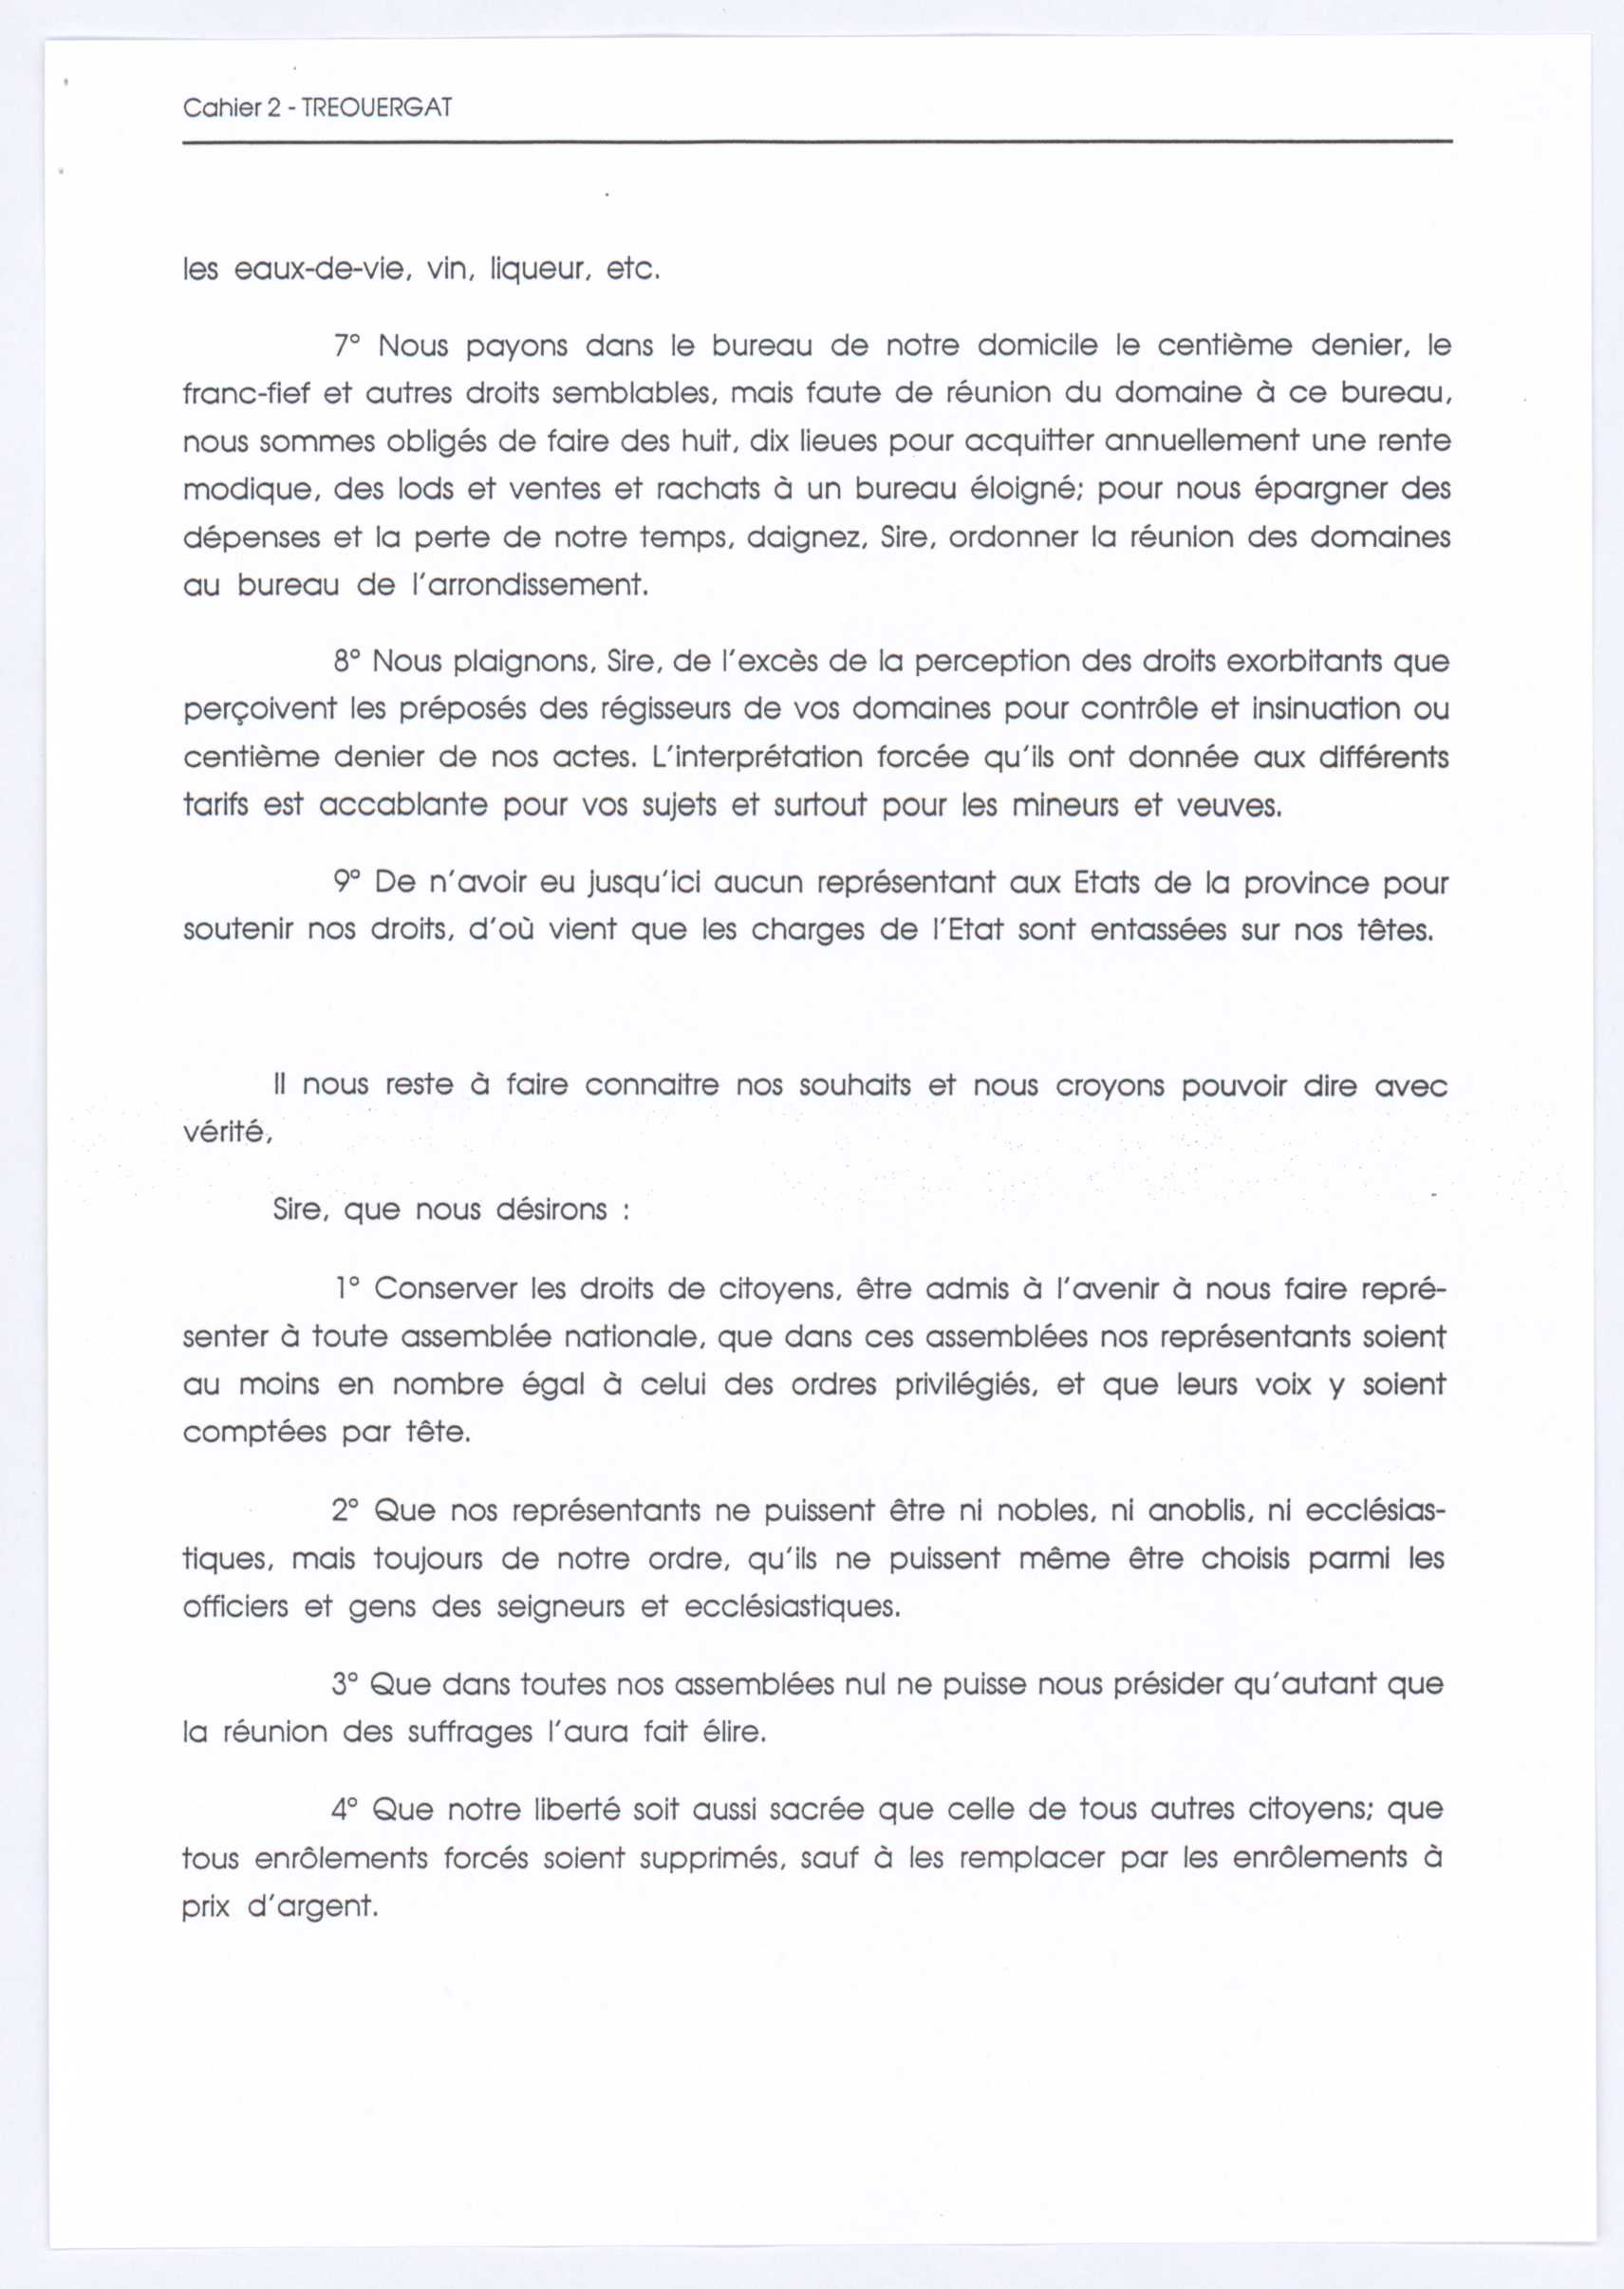 Cahier 2 - TREOUERGAT
les eaux-de-vie, vin, liqueur, etc.
7° Nous payons dans le bureau de notre domicile le centième denier, le
franc-fief et autres droits semblables, mais faute de réunion du domaine à ce bureau,
nous sommes obligés de faire des huit, dix lieues pour acquitter annuellement une rente
modique, des lods et ventes et rachats à un bureau éloigné; pour nous épargner des
dépenses et la perte de notre temps, daignez, Sire, ordonner la réunion des domaines
au bureau de l'arrondissement.
8° Nous plaignons, Sire, de l'excès de la perception des droits exorbitants que
perçoivent les préposés des régisseurs de vos domaines pour contrôle et insinuation ou
centième denier de nos actes. L'interprétation forcée qu'ils ont donnée aux différents
tarifs est accablante pour vos sujets et surtout pour les mineurs et veuves.
9° De n'avoir eu jusqu'ici aucun représentant aux Etats de la province pour
soutenir nos droits, d'où vient que les charges de l'Etat sont entassées sur nos têtes.
Il nous reste à faire connaitre nos souhaits et nous croyons pouvoir dire avec
vérité,
Sire, que nous désirons :
1° Conserver les droits de citoyens, être admis à l'avenir à nous faire repré-
senter à toute assemblée nationale, que dans ces assemblées nos représentants soient
au moins en nombre égal à celui des ordres privilégiés, et que leurs voix y soient
comptées par tête.
2° Que nos représentants ne puissent être ni nobles, ni anoblis, ni ecclésias-
tiques, mais toujours de notre ordre, qu'ils ne puissent même être choisis parmi les
officiers et gens des seigneurs et ecclésiastiques.
3° Que dans toutes nos assemblées nul ne puisse nous présider qu'autant que
la réunion des suffrages l'aura fait élire.
4° Que notre liberté soit aussi sacrée que celle de tous autres citoyens; que
tous enrôlements forcés soient supprimés, sauf à les remplacer par les enrôlements à
prix d'argent.